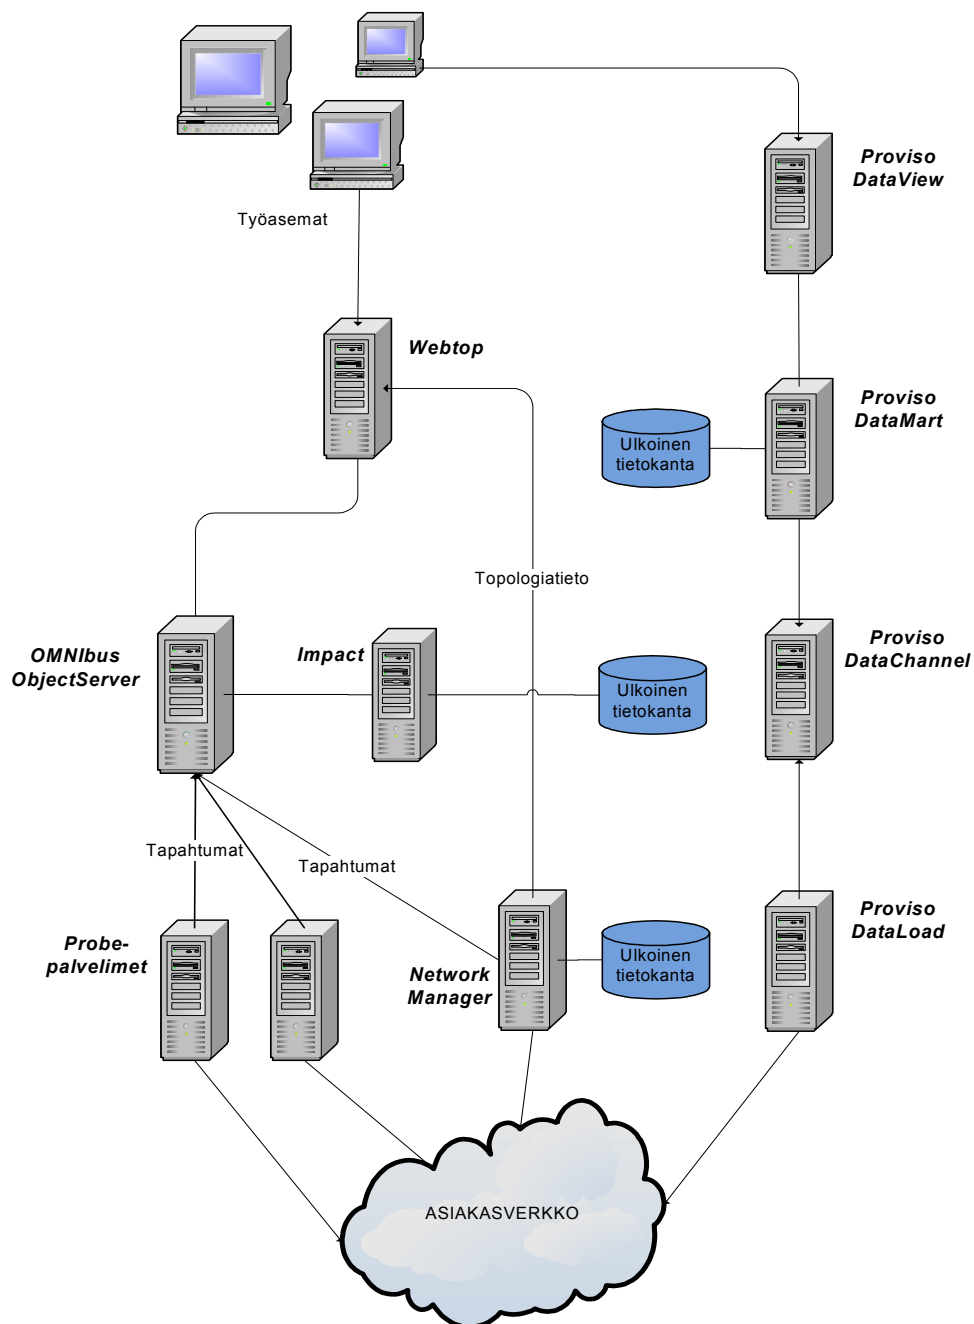 Proviso
DataView
Työasemat
Webtop
Proviso
DataMart
Ulkoinen
tietokanta
Topologiatieto
OMNIbus
ObjectServer
Impact
Ulkoinen
tietokanta
Proviso
DataChannel
Tapahtumat
Tapahtumat
Probe-
palvelimet
Network
Manager
Ulkoinen
tietokanta
Proviso
DataLoad
ASIAKASVERKKO